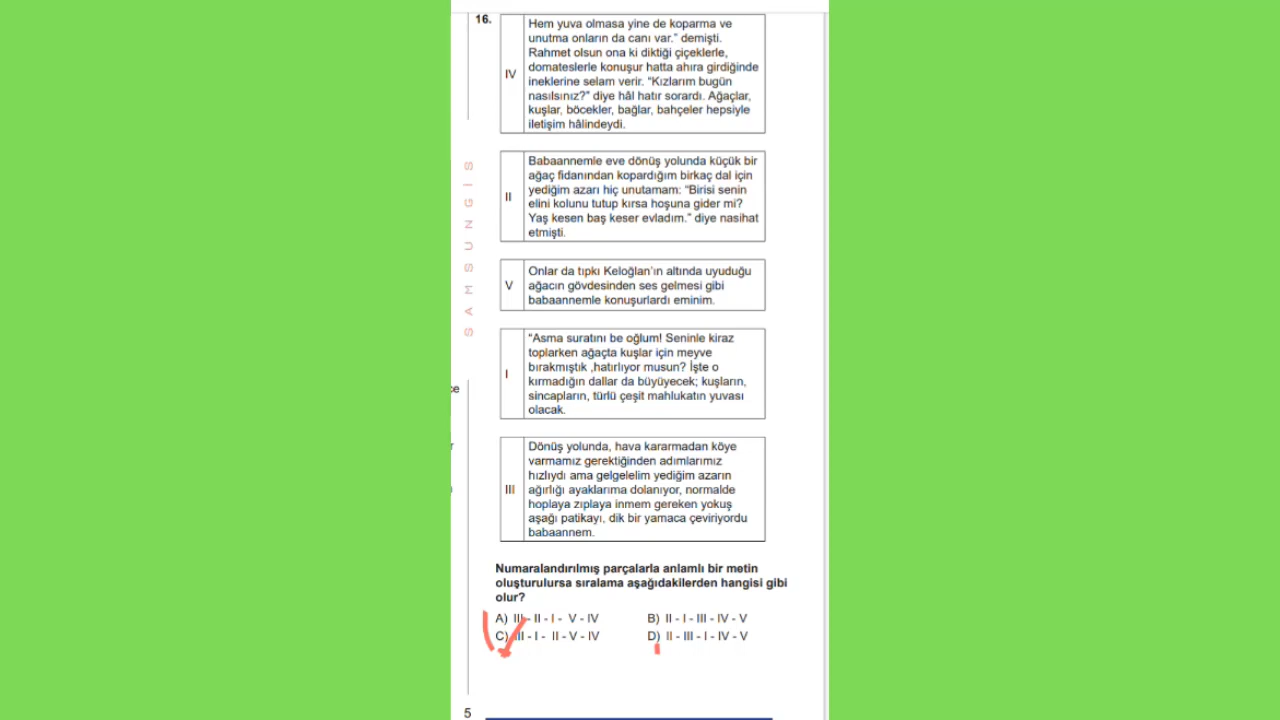 16.
IV
Hem yuva olmasa yine de koparma ve
unutma onların da canı var.” demişti.
Rahmet olsun ona ki diktiği çiçeklerle,
domateslerle konuşur hatta ahıra girdiğinde
ineklerine selam verir. “Kızlarım bugün
nasılsınız?” diye hâl hatır sorardı. Ağaçlar,
kuşlar, böcekler, bağlar, bahçeler hepsiyle
iletişim hâlindeydi.
II
Babaannemle eve dönüş yolunda küçük bir
ağaç fidanından kopardığım birkaç dal için
yediğim azarı hiç unutamam: “Birisi senin
elini kolunu tutup kırsa hoşuna gider mi?
Yaş kesen baş keser evladım.” diye nasihat
etmişti.
V
Onlar da tıpkı Keloğlan’ın altında uyuduğu
ağacın gövdesinden ses gelmesi gibi
babaannemle konuşurlardı eminim.
I
“Asma suratını be oğlum! Seninle kiraz
toplarken ağaçta kuşlar için meyve
bırakmıştık ,hatırlıyor musun? İşte o
kırmadığın dallar da büyüyecek; kuşların,
sincapların, türlü çeşit mahlukatın yuvası
olacak.
III
Dönüş yolunda, hava kararmadan köye
varmamız gerektiğinden adımlarımız
hızlıydı ama gelgelelim yediğim azarın
ağırlığı ayaklarıma dolanıyor, normalde
hoplaya zıplaya inmem gereken yokuş
aşağı patikayı, dik bir yamaca çeviriyordu
babaannem.
Numaralandırılmış parçalarla anlamlı bir metin
oluşturulursa sıralama aşağıdakilerden hangisi gibi
olur?
A) III - II - I - V - IV
B) II - I - III - IV - V
C) III - I - II - V - IV
D) II - III - I - IV - V
SAMSUNGİS
5